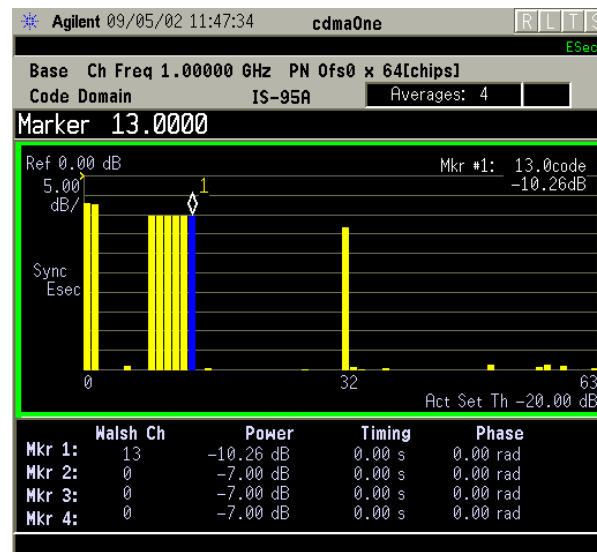 Agilent 09/05/02 11:47:34 cdmaOne R L T S
ESec
Base Ch Freq 1.00000 GHz PN Ofs0 x 64[chips]
Code Domain IS-95A Averages: 4
Marker 13.0000
Ref 0.00 dB Mkr #1: 13.0code
5.00 1 -10.26dB
dB/
Sync
Esec
0 32 63
Act Set Th -20.00 dB
Walsh Ch Power Timing Phase
Mkr 1: 13 -10.26 dB 0.00 s 0.00 rad
Mkr 2: 0 -7.00 dB 0.00 s 0.00 rad
Mkr 3: 0 -7.00 dB 0.00 s 0.00 rad
Mkr 4: 0 -7.00 dB 0.00 s 0.00 rad